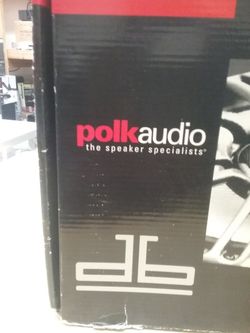 polkaudio
the speaker specialists®
db